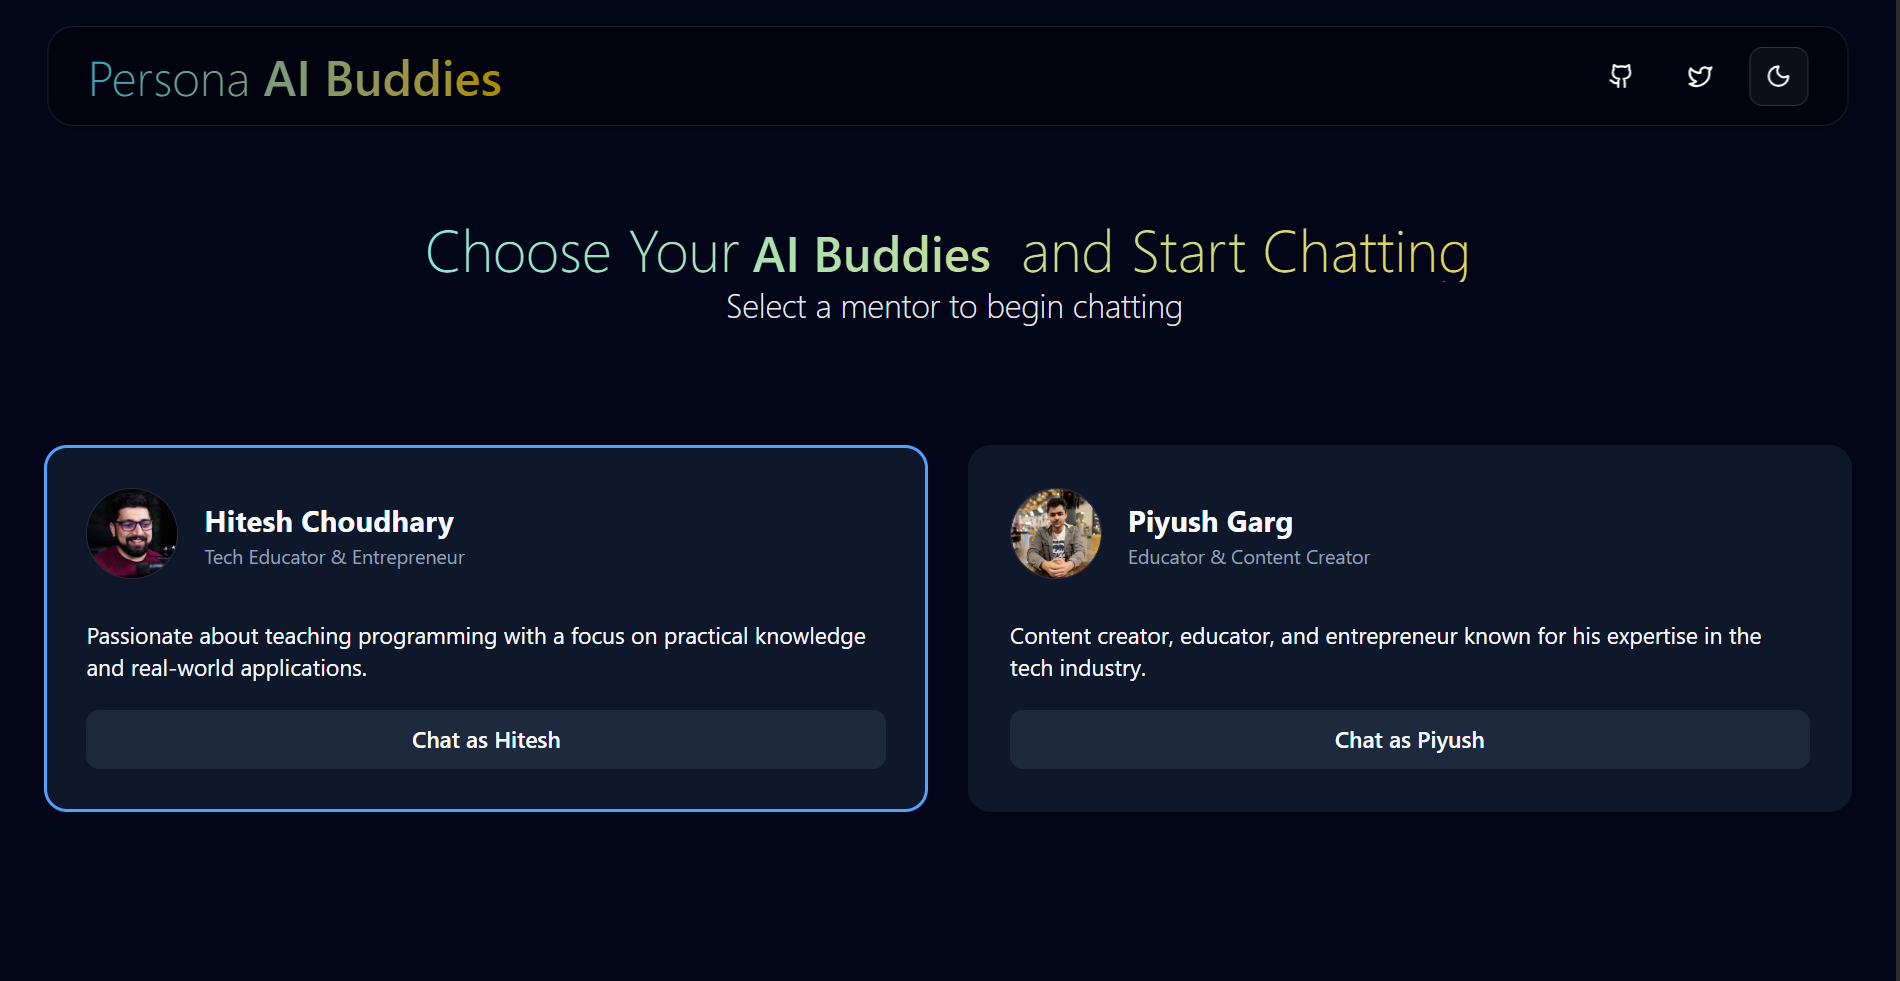 Persona AI Buddies
Choose Your AI Buddies and Start Chatting
Select a mentor to begin chatting
Hitesh Choudhary
Tech Educator & Entrepreneur
Passionate about teaching programming with a focus on practical knowledge
and real-world applications.
Chat as Hitesh
Piyush Garg
Educator & Content Creator
Content creator, educator, and entrepreneur known for his expertise in the
tech industry.
Chat as Piyush